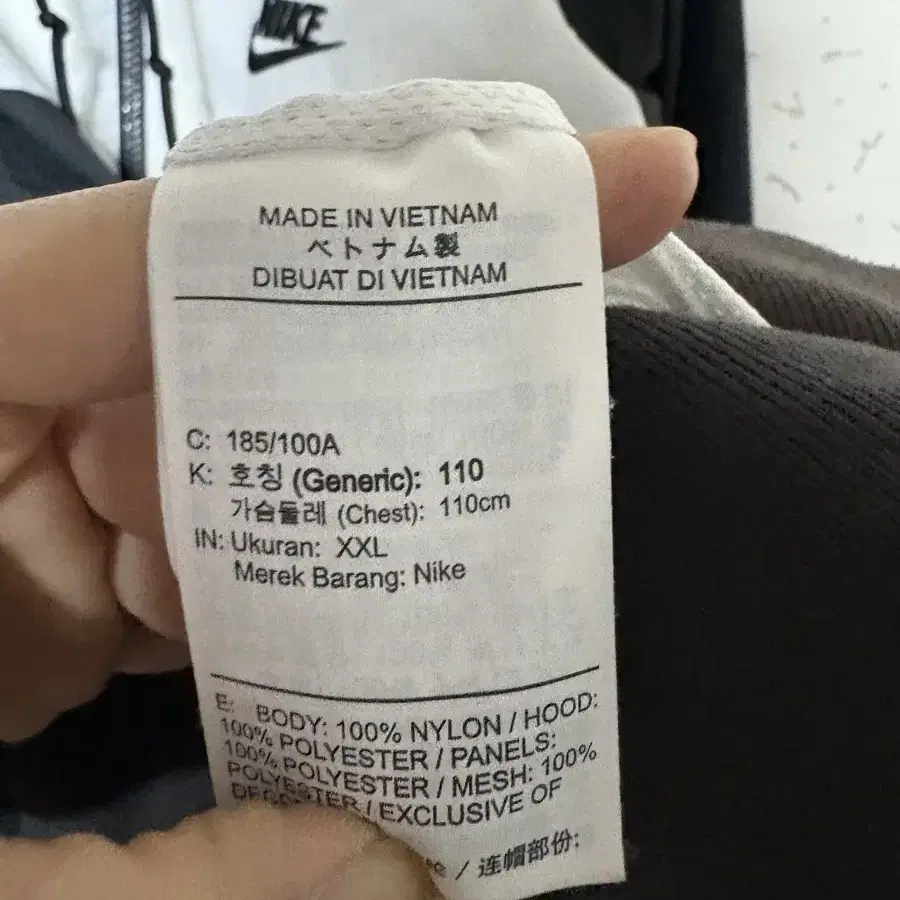 NIKE
MADE IN VIETNAM
ベトナム製
DIBUAT DI VIETNAM
C: 185/100A
K: 호칭 (Generic): 110
가슴둘레 (Chest): 110cm
IN: Ukuran: XXL
Merek Barang: Nike
E: BODY: 100% NYLON / HOOD:
100% POLYESTER / PANELS:
100% POLYESTER / MESH: 100%
POLYESTER / EXCLUSIVE OF
/ 连帽部份: